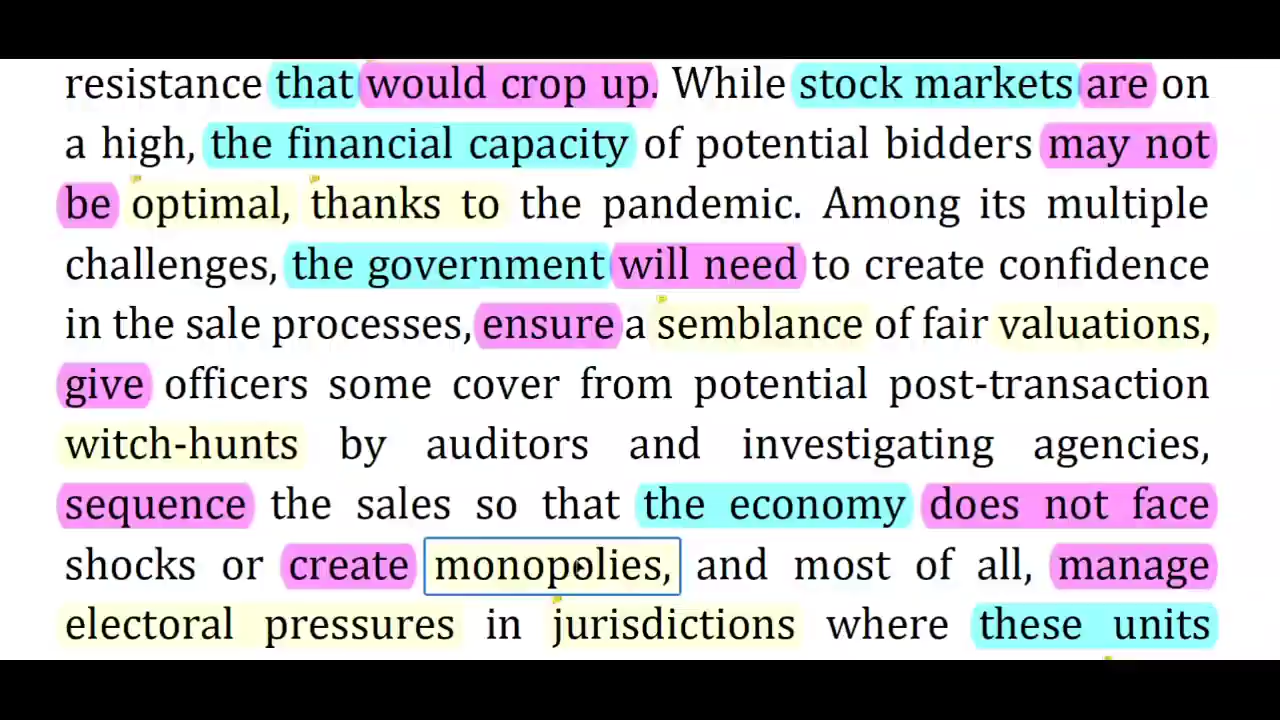 resistance that would crop up. While stock markets are on
a high, the financial capacity of potential bidders may not
be optimal, thanks to the pandemic. Among its multiple
challenges, the government will need to create confidence
in the sale processes, ensure a semblance of fair valuations,
give officers some cover from potential post-transaction
witch-hunts by auditors and investigating agencies,
sequence the sales so that the economy does not face
shocks or create monopolies, and most of all, manage
electoral pressures in jurisdictions where these units